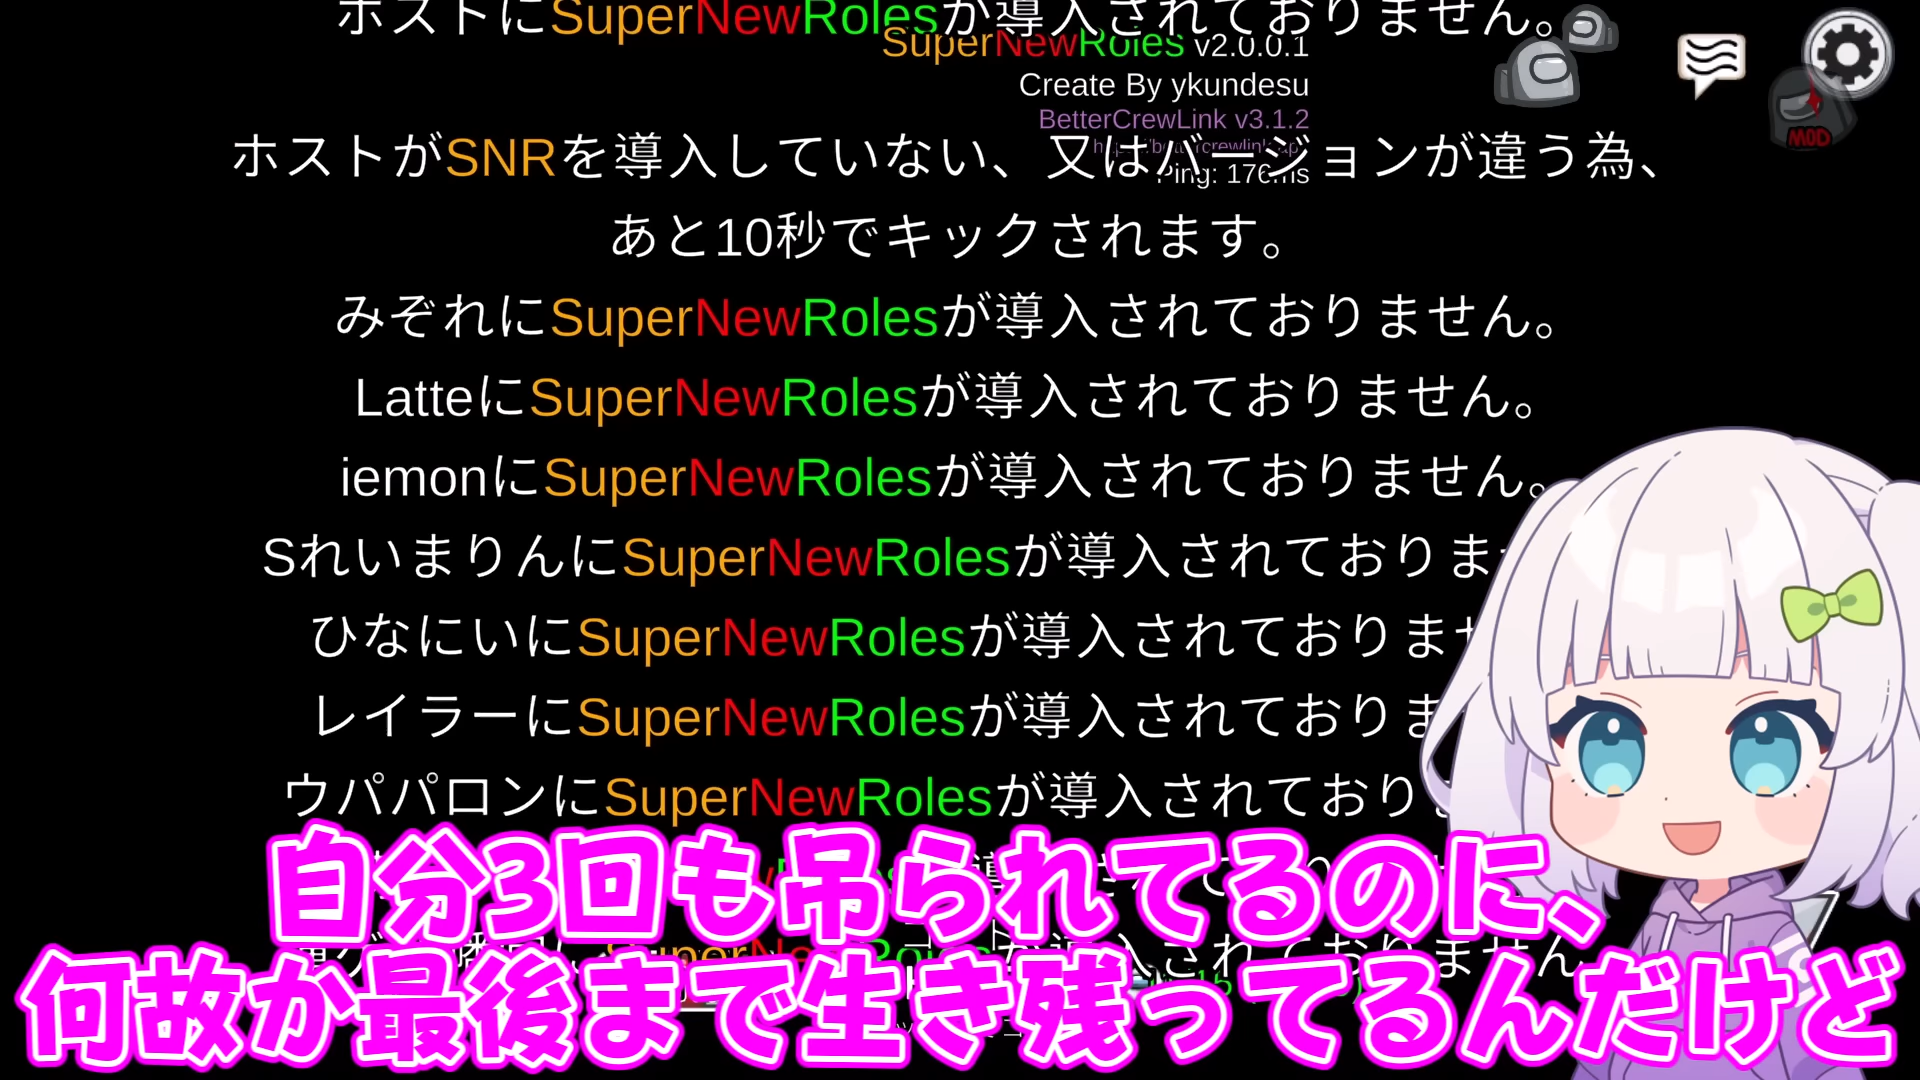 ホストにSuperNewRolesが導入されておりません。
SuperNewRoles v2.0.0.1
Create By ykundesu
BetterCrewLink v3.1.2
ホストがSNRを導入していない、又はバージョンが違う為、
Ping: 176ms
MOD
あと10秒でキックされます。
みぞれにSuperNewRolesが導入されておりません。
LatteにSuperNewRolesが導入されておりません。
iemonにSuperNewRolesが導入されておりません。
SれいまりんにSuperNewRolesが導入されておりま
ひなにいにSuperNewRolesが導入されておりませ
レイラーにSuperNewRolesが導入されておりま
ウパパロンにSuperNewRolesが導入されており
自分3回も吊られてるのに、
何故か最後まで生き残ってるんだけど